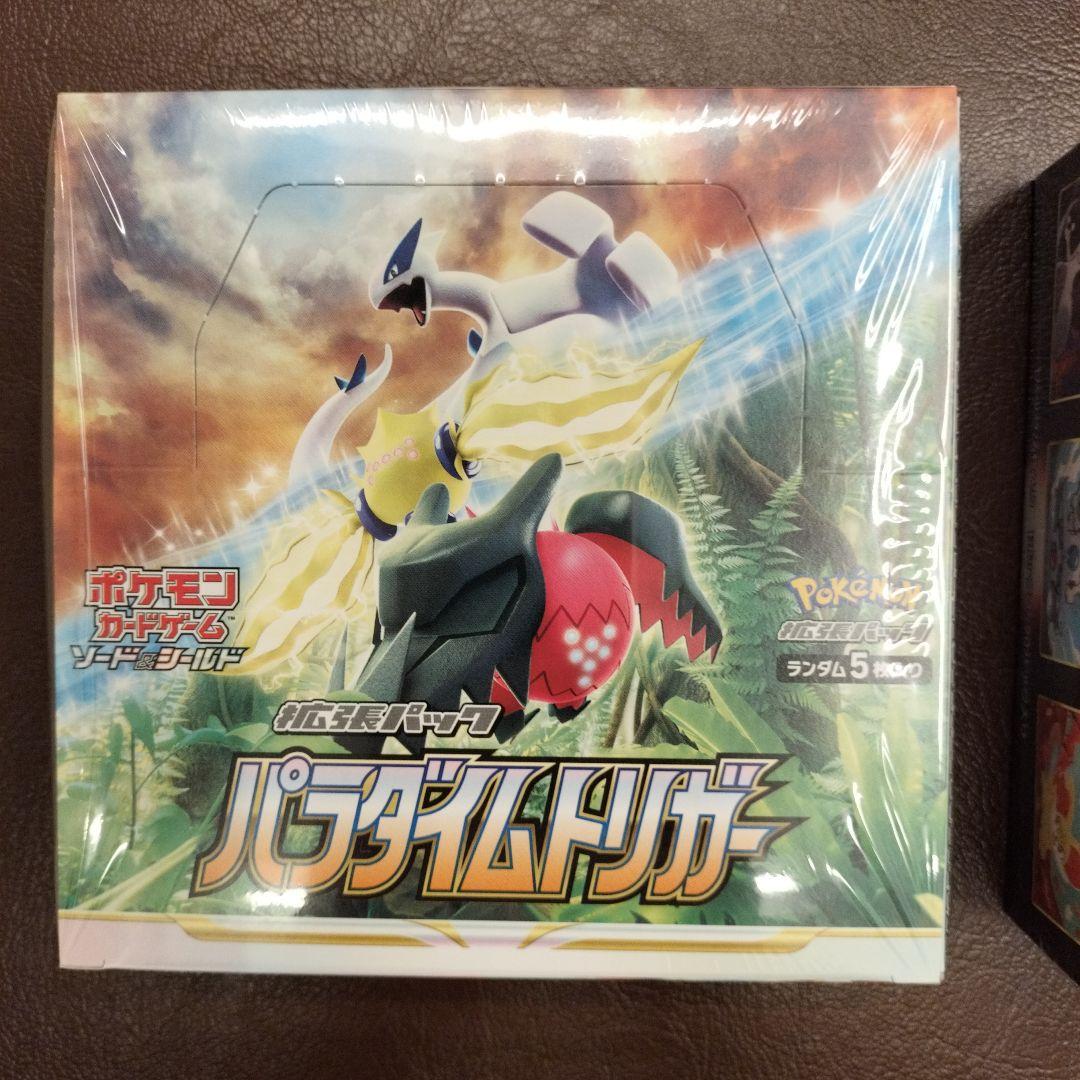 ポケモン
カードゲーム™
ソード&シールド
Pokémon
拡張パック
ランダム5枚入り
拡張パック
パラダイムトリガー